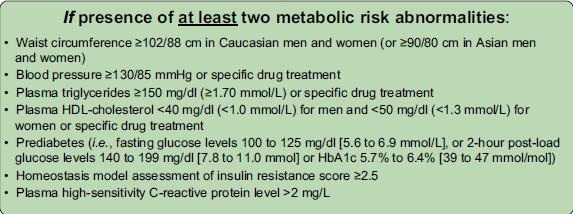 If presence of at least two metabolic risk abnormalities:
• Waist circumference ≥102/88 cm in Caucasian men and women (or ≥90/80 cm in Asian men
and women)
• Blood pressure ≥130/85 mmHg or specific drug treatment
• Plasma triglycerides ≥150 mg/dl (≥1.70 mmol/L) or specific drug treatment
• Plasma HDL-cholesterol <40 mg/dl (<1.0 mmol/L) for men and <50 mg/dl (<1.3 mmol/L) for
women or specific drug treatment
• Prediabetes (i.e., fasting glucose levels 100 to 125 mg/dl [5.6 to 6.9 mmol/L], or 2-hour post-load
glucose levels 140 to 199 mg/dl [7.8 to 11.0 mmol] or HbA1c 5.7% to 6.4% [39 to 47 mmol/mol])
• Homeostasis model assessment of insulin resistance score ≥2.5
• Plasma high-sensitivity C-reactive protein level >2 mg/L